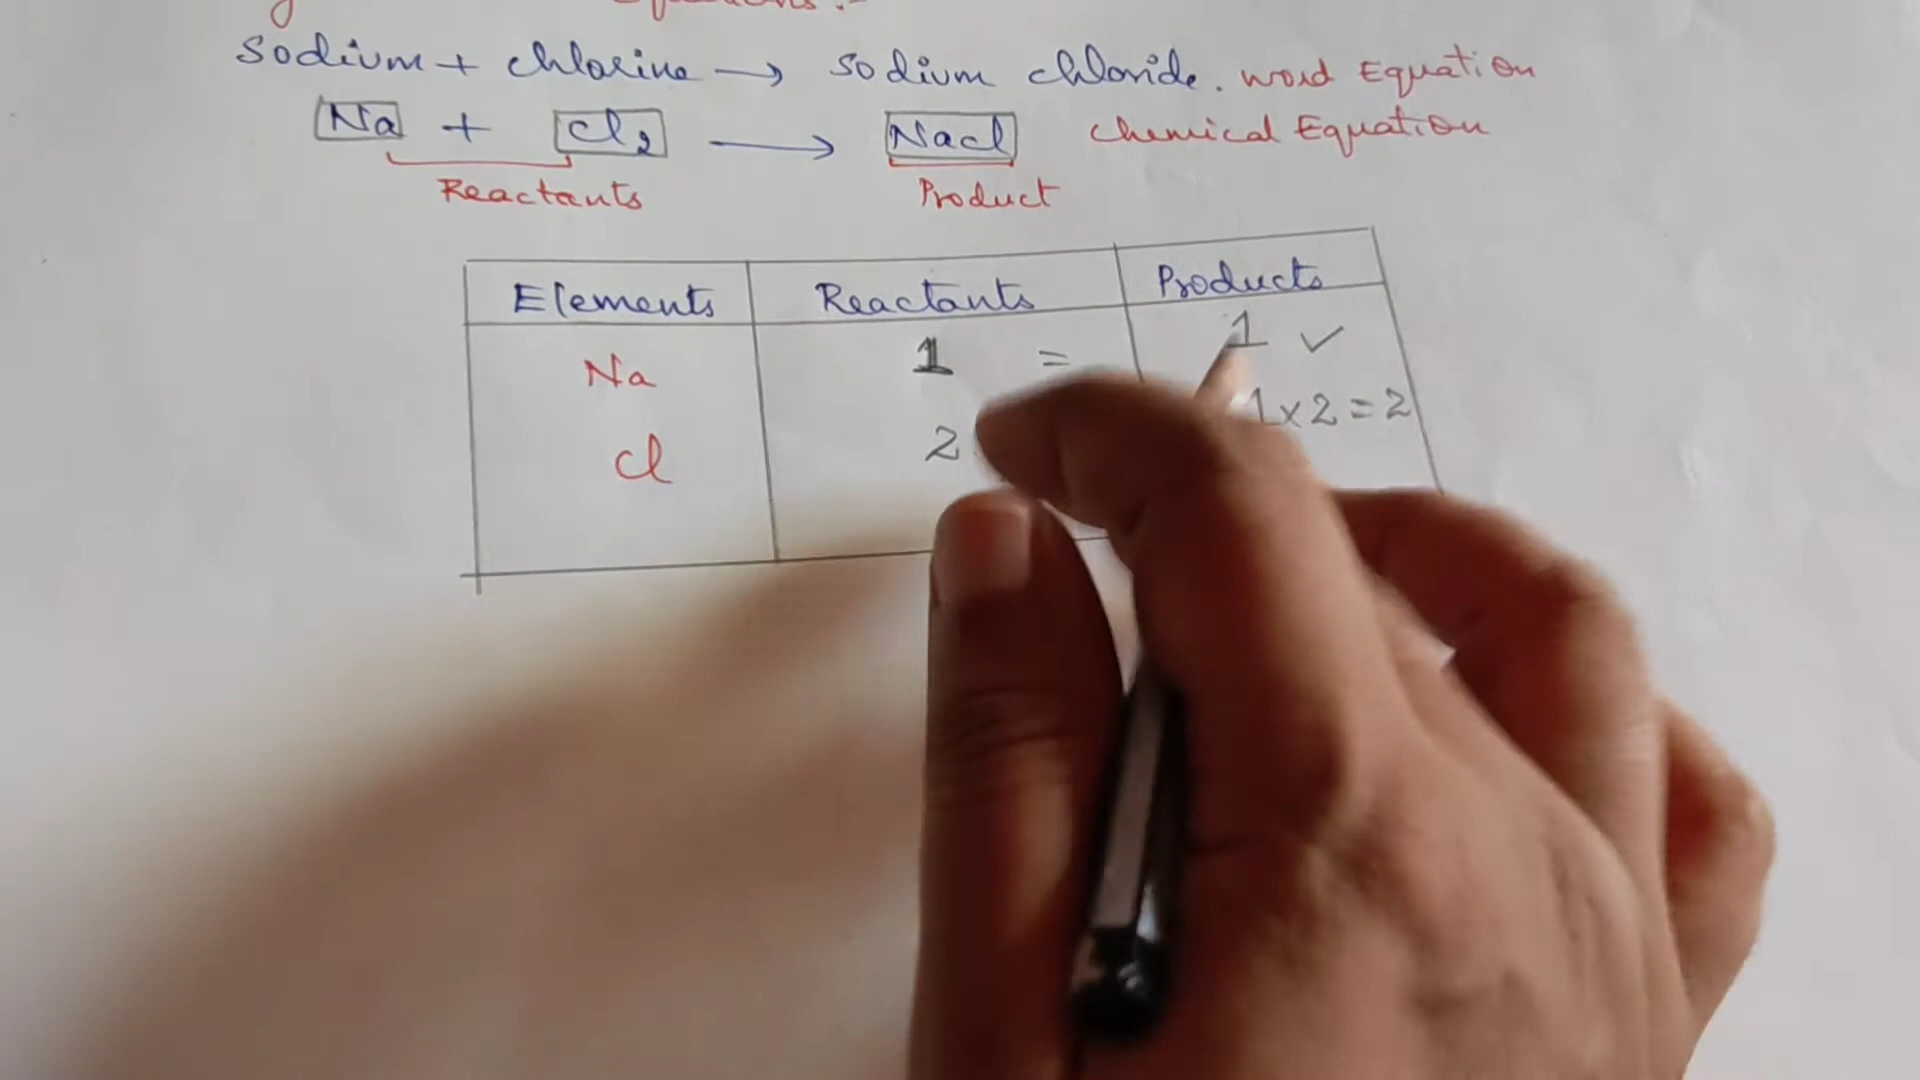 Equations:-
Sodium + chlorine → sodium chloride. word Equation
Na + Cl2 → Nacl chemical Equation
Reactants Product
Elements Reactants Products
Na 1 = 1 ✓
Cl 2 1x2=2